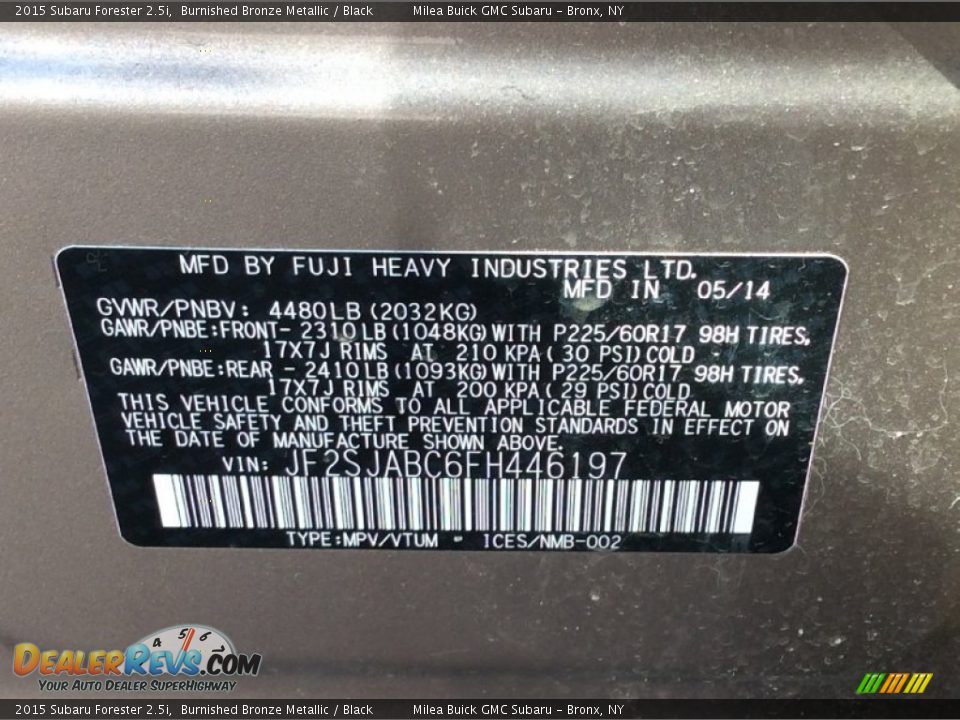 2015 Subaru Forester 2.5i, Burnished Bronze Metallic / Black Milea Buick GMC Subaru - Bronx, NY
MFD BY FUJI HEAVY INDUSTRIES LTD.
MFD IN 05/14
GVWR/PNBV: 4480LB(2032KG)
GAWR/PNBE:FRONT- 2310LB(1048KG)WITH P225/60R17 98H TIRES,
17X7J RIMS AT 210 KPA( 30 PSI)COLD
GAWR/PNBE:REAR - 2410LB(1093KG)WITH P225/60R17 98H TIRES,
17X7J RIMS AT 200 KPA( 29 PSI)COLD
THIS VEHICLE CONFORMS TO ALL APPLICABLE FEDERAL MOTOR
VEHICLE SAFETY AND THEFT PREVENTION STANDARDS IN EFFECT ON
THE DATE OF MANUFACTURE SHOWN ABOVE.
VIN: JF2SJABC6FH446197
TYPE:MPV/VTUM - ICES/NMB-002
4 5 6 7
DEALERREVS.COM
YOUR AUTO DEALER SUPERHIGHWAY
2015 Subaru Forester 2.5i, Burnished Bronze Metallic / Black Milea Buick GMC Subaru - Bronx, NY